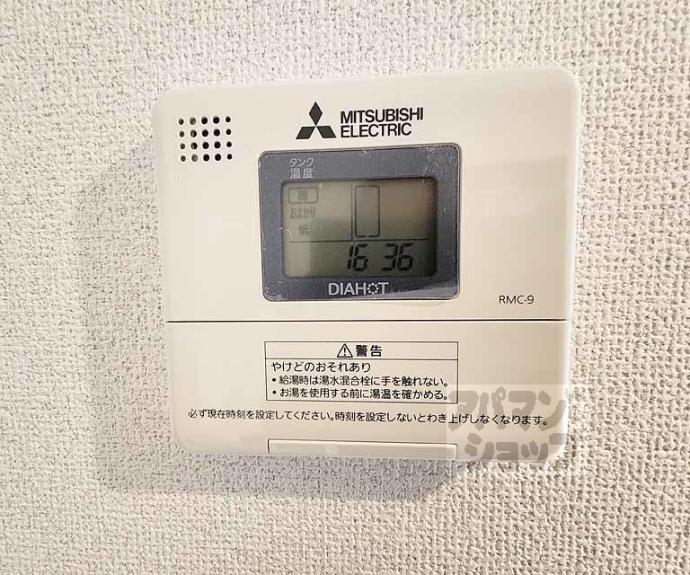 MITSUBISHI
ELECTRIC
タンク
温度
低
16 36
DIAHOT
RMC-9
⚠警告
やけどのおそれあり
•給湯時は湯水混合栓に手を触れない。
•お湯を使用する前に湯温を確かめる。
必ず現在時刻を設定してください。時刻を設定しないとわき上げしなくなります。
アパマン
ショップ